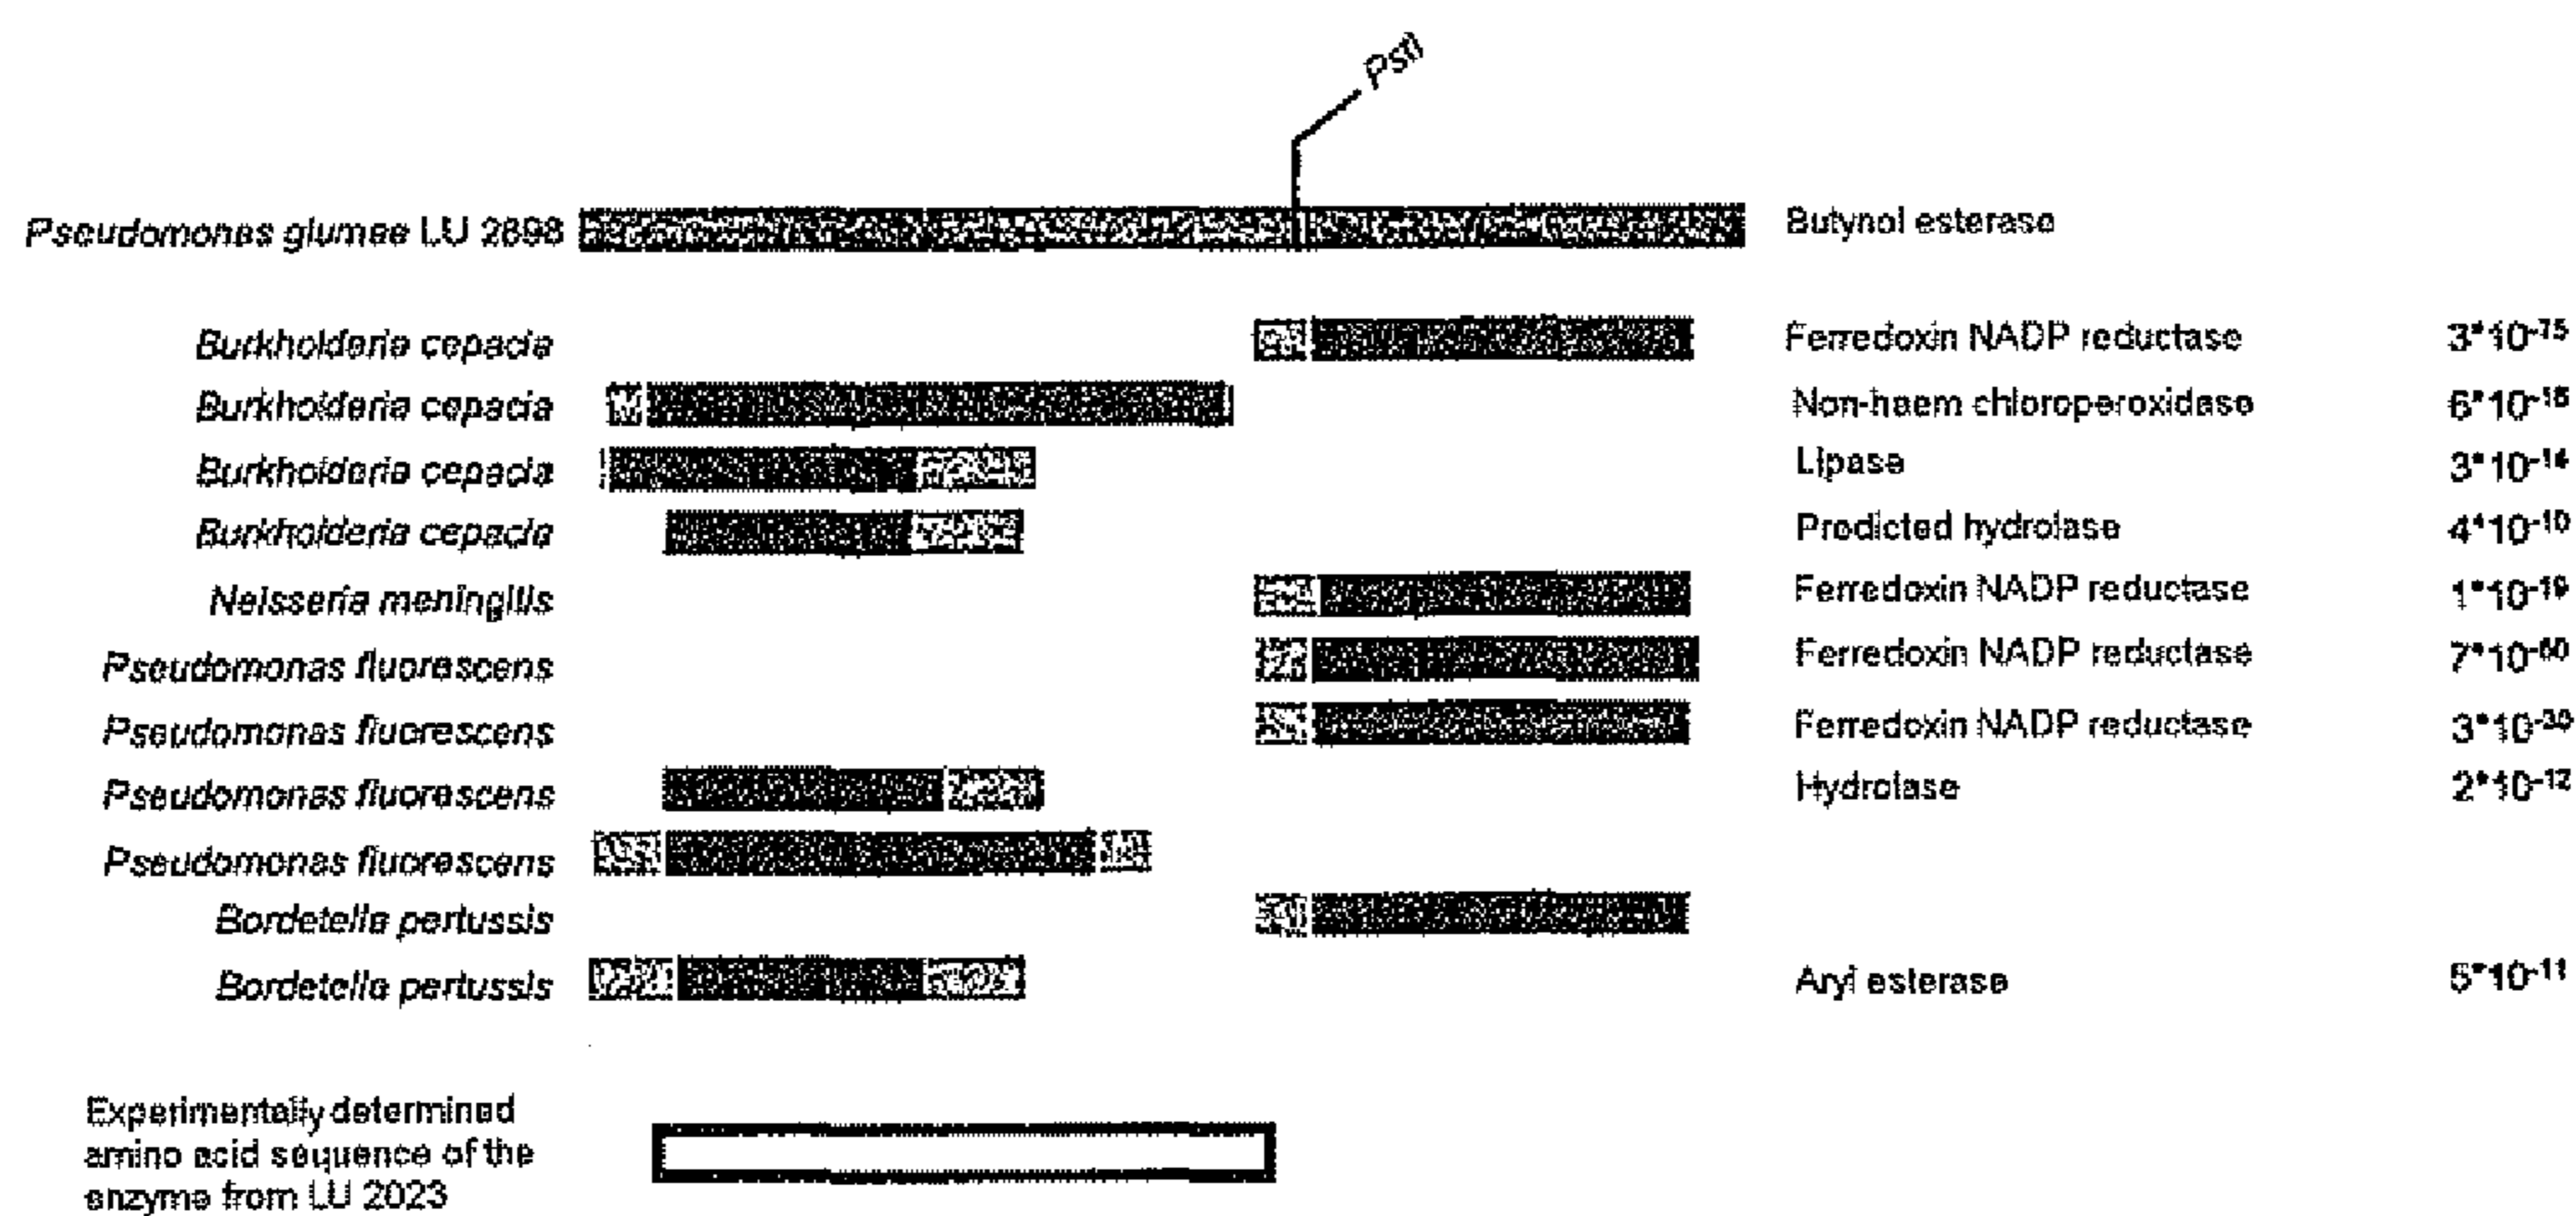 PstI
Pseudomonas glumae LU 2898 Butynol esterase
Burkholderia cepacia Ferredoxin NADP reductase 3*10-75
Burkholderia cepacia Non-haem chloroperoxidase 6*10-16
Burkholderia cepacia Lipase 3*10-14
Burkholderia cepacia Predicted hydrolase 4*10-10
Neisseria meningitis Ferredoxin NADP reductase 1*10-19
Pseudomonas fluorescens Ferredoxin NADP reductase 7*10-60
Pseudomonas fluorescens Ferredoxin NADP reductase 3*10-30
Pseudomonas fluorescens Hydrolase 2*10-12
Pseudomonas fluorescens
Bordetella pertussis
Bordetella pertussis Aryl esterase 5*10-11
Experimentally determined
amino acid sequence of the
enzyme from LU 2023